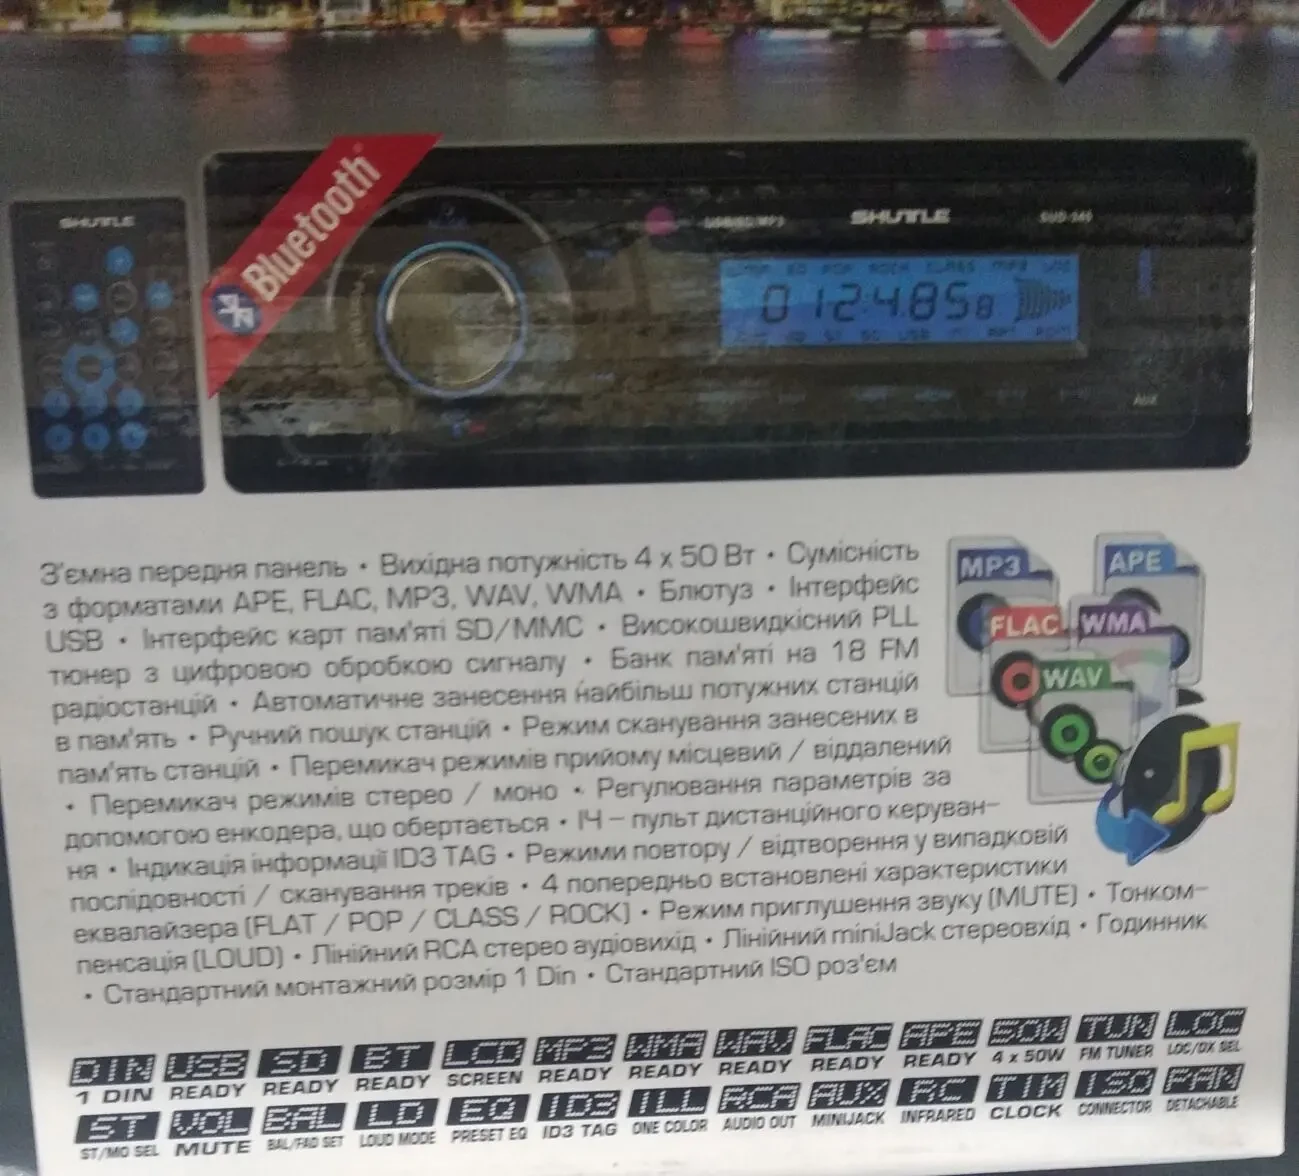 SHUTTLE
Bluetooth
USB/SD/MP3
SHUTTLE
012:4.858
AUX
MP3
APE
FLAC
WMA
WAV
З'ємна передня панель • Вихідна потужність 4 x 50 Вт • Сумісність
з форматами APE, FLAC, MP3, WAV, WMA • Блютуз • Інтерфейс
USB • Інтерфейс карт пам'яті SD/MMC • Високошвидкісний PLL
тюнер з цифровою обробкою сигналу • Банк пам'яті на 18 FM
радіостанцій • Автоматичне занесення найбільш потужних станцій
в пам'ять • Ручний пошук станцій • Режим сканування занесених в
пам'ять станцій • Перемикач режимів прийому місцевий / віддалений
• Перемикач режимів стерео / моно • Регулювання параметрів за
допомогою енкодера, що обертається • ІЧ – пульт дистанційного керуван-
ня • Індикація інформації ID3 TAG • Режими повтору / відтворення у випадковій
послідовності / сканування треків • 4 попередньо встановлені характеристики
еквалайзера (FLAT / POP / CLASS / ROCK) • Режим приглушення звуку (MUTE) • Тонком-
пенсація (LOUD) • Лінійний RCA стерео аудіовихід • Лінійний miniJack стереовхід • Годинник
• Стандартний монтажний розмір 1 Din • Стандартний ISO роз'єм
DIN USB SD BT LCD MP3 WMA WAV FLAC APE 50W TUN LOC
1 DIN READY READY READY SCREEN READY READY READY READY READY 4 x 50W FM TUNER LOC/DX SEL
ST VOL BAL LD EQ ID3 ILL RCA AUX RC TIM ISO PAN
ST/MO SEL MUTE BAL/FAD SET LOUD MODE PRESET EQ ID3 TAG ONE COLOR AUDIO OUT MINIJACK INFRARED CLOCK CONNECTOR DETACHABLE